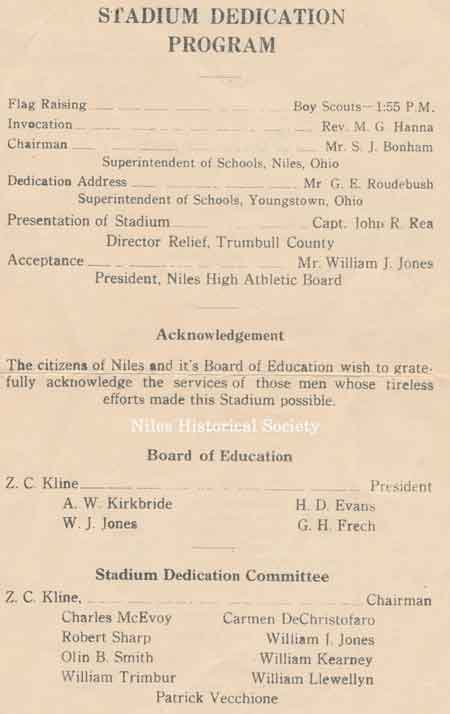 STADIUM DEDICATION
PROGRAM
Flag Raising Boy Scouts—1:55 P.M.
Invocation Rev. M. G. Hanna
Chairman Mr. S. J. Bonham
Superintendent of Schools, Niles, Ohio
Dedication Address Mr G. E. Roudebush
Superintendent of Schools, Youngstown, Ohio
Presentation of Stadium Capt. John R. Rea
Director Relief, Trumbull County
Acceptance Mr. William J. Jones
President, Niles High Athletic Board
Acknowledgement
The citizens of Niles and it's Board of Education wish to grate-
fully acknowledge the services of those men whose tireless
efforts made this Stadium possible.
Niles Historical Society
Board of Education
Z. C. Kline President
A. W. Kirkbride H. D. Evans
W. J. Jones G. H. Frech
Stadium Dedication Committee
Z. C. Kline, Chairman
Charles McEvoy Carmen DeChristofaro
Robert Sharp William J. Jones
Olin B. Smith William Kearney
William Trimbur William Llewellyn
Patrick Vecchione